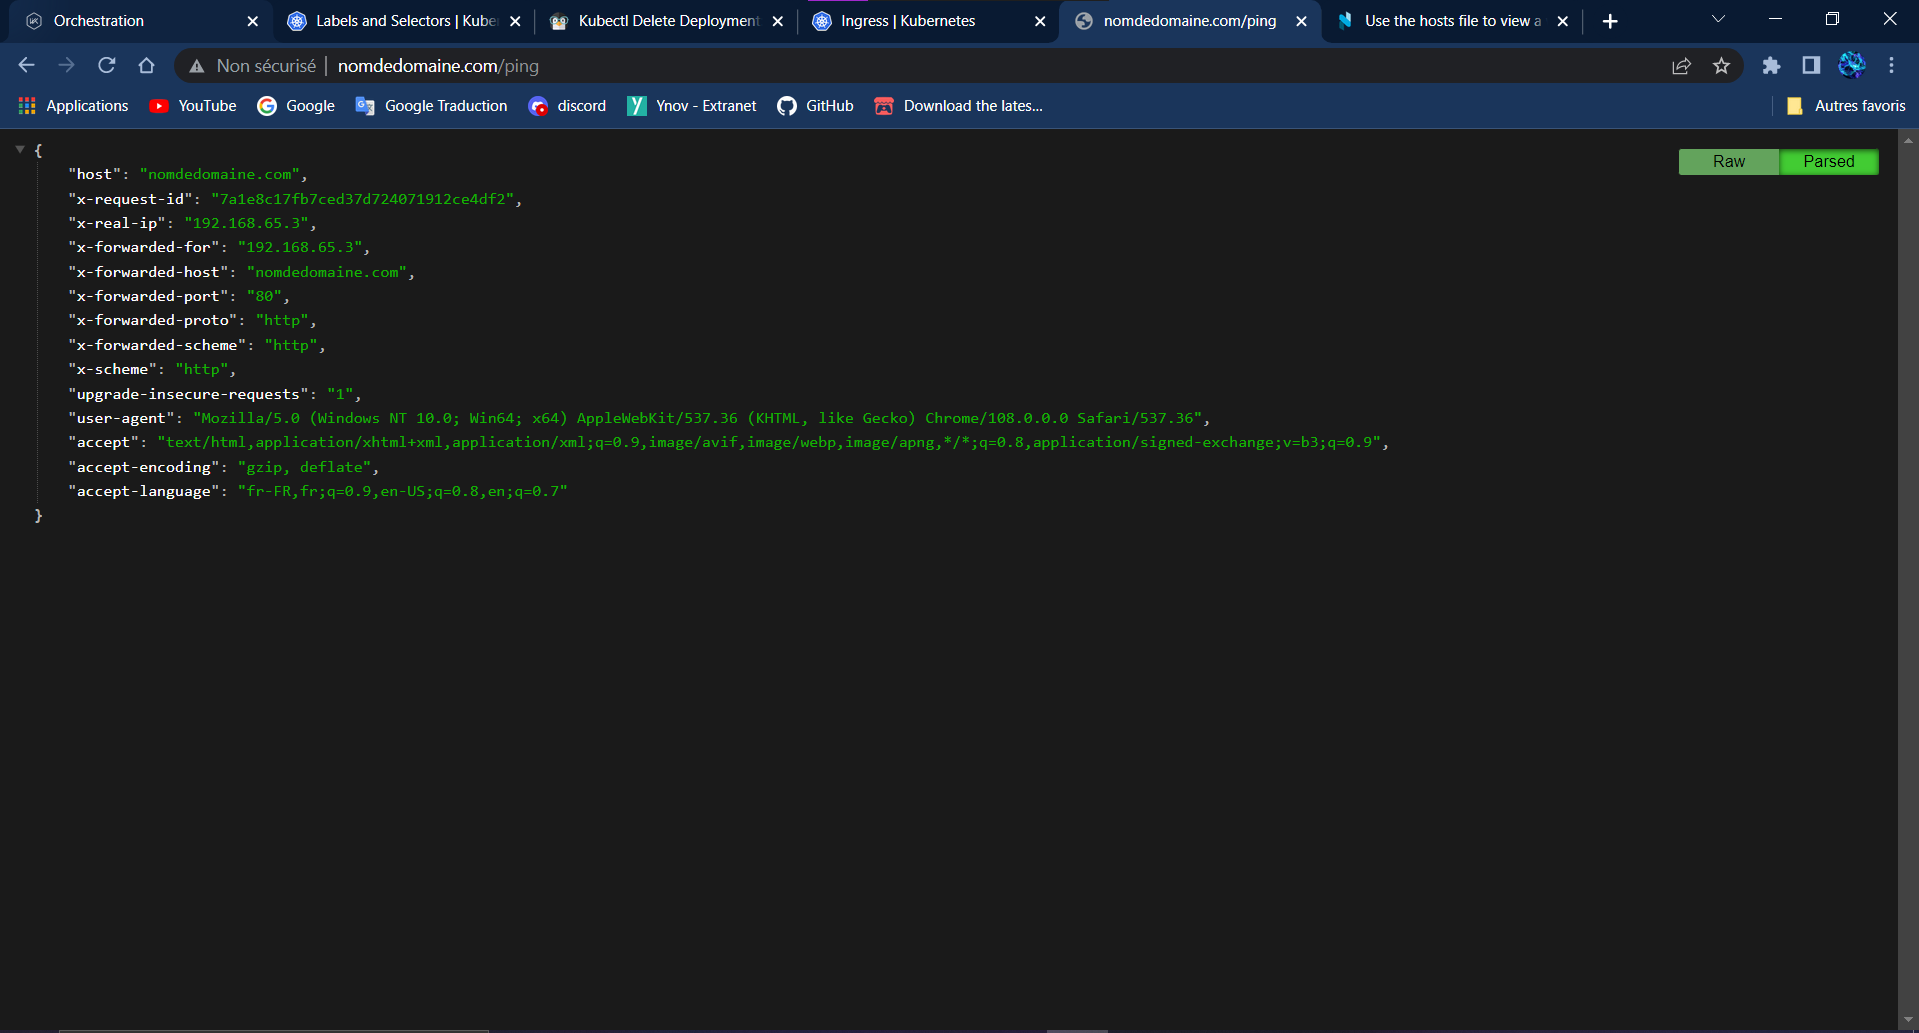 Orchestration
Labels and Selectors | Kube
Kubectl Delete Deployment
Ingress | Kubernetes
nomdedomaine.com/ping
Use the hosts file to view a
Non sécurisé | nomdedomaine.com/ping
Applications YouTube Google Google Traduction discord Ynov - Extranet GitHub Download the lates... Autres favoris
Raw Parsed
{
"host": "nomdedomaine.com",
"x-request-id": "7a1e8c17fb7ced37d724071912ce4df2",
"x-real-ip": "192.168.65.3",
"x-forwarded-for": "192.168.65.3",
"x-forwarded-host": "nomdedomaine.com",
"x-forwarded-port": "80",
"x-forwarded-proto": "http",
"x-forwarded-scheme": "http",
"x-scheme": "http",
"upgrade-insecure-requests": "1",
"user-agent": "Mozilla/5.0 (Windows NT 10.0; Win64; x64) AppleWebKit/537.36 (KHTML, like Gecko) Chrome/108.0.0.0 Safari/537.36",
"accept": "text/html,application/xhtml+xml,application/xml;q=0.9,image/avif,image/webp,image/apng,*/*;q=0.8,application/signed-exchange;v=b3;q=0.9",
"accept-encoding": "gzip, deflate",
"accept-language": "fr-FR,fr;q=0.9,en-US;q=0.8,en;q=0.7"
}